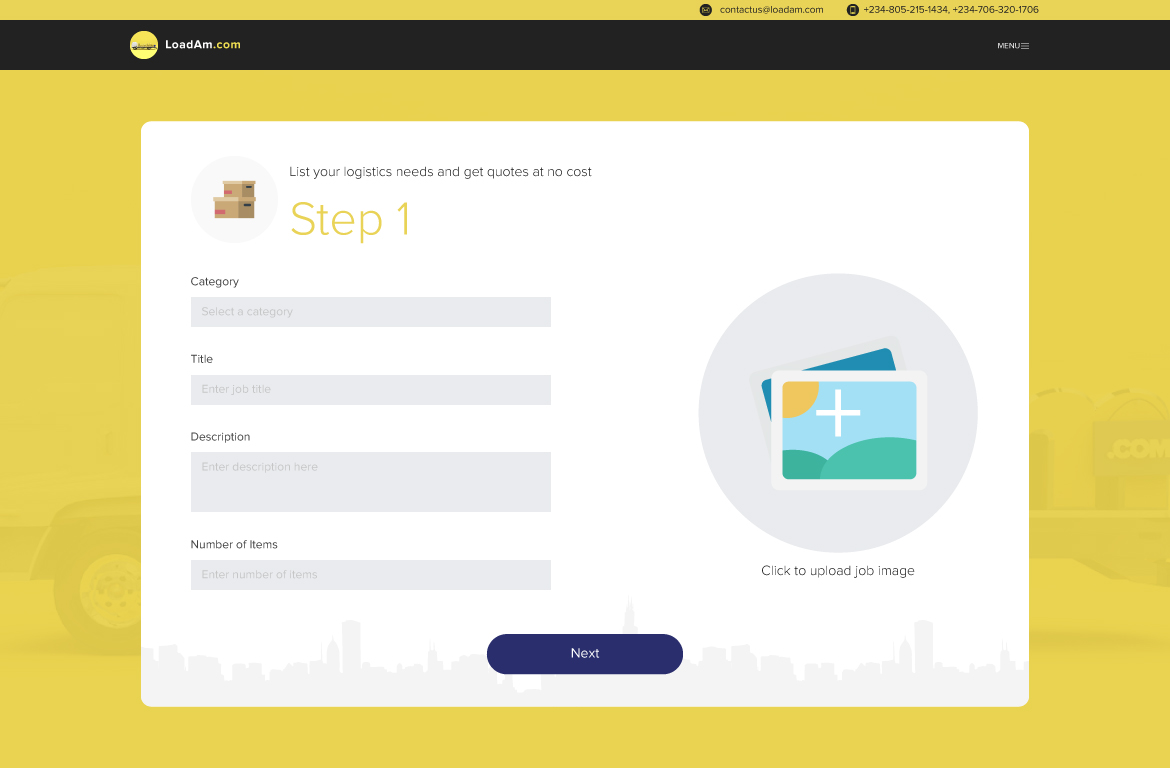 contactus@loadam.com +234-805-215-1434, +234-706-320-1706
LoadAm.com MENU
List your logistics needs and get quotes at no cost
Step 1
Category
Select a category
Title
Enter job title
Description
Enter description here
.COM
Number of Items
Enter number of items
Click to upload job image
Next